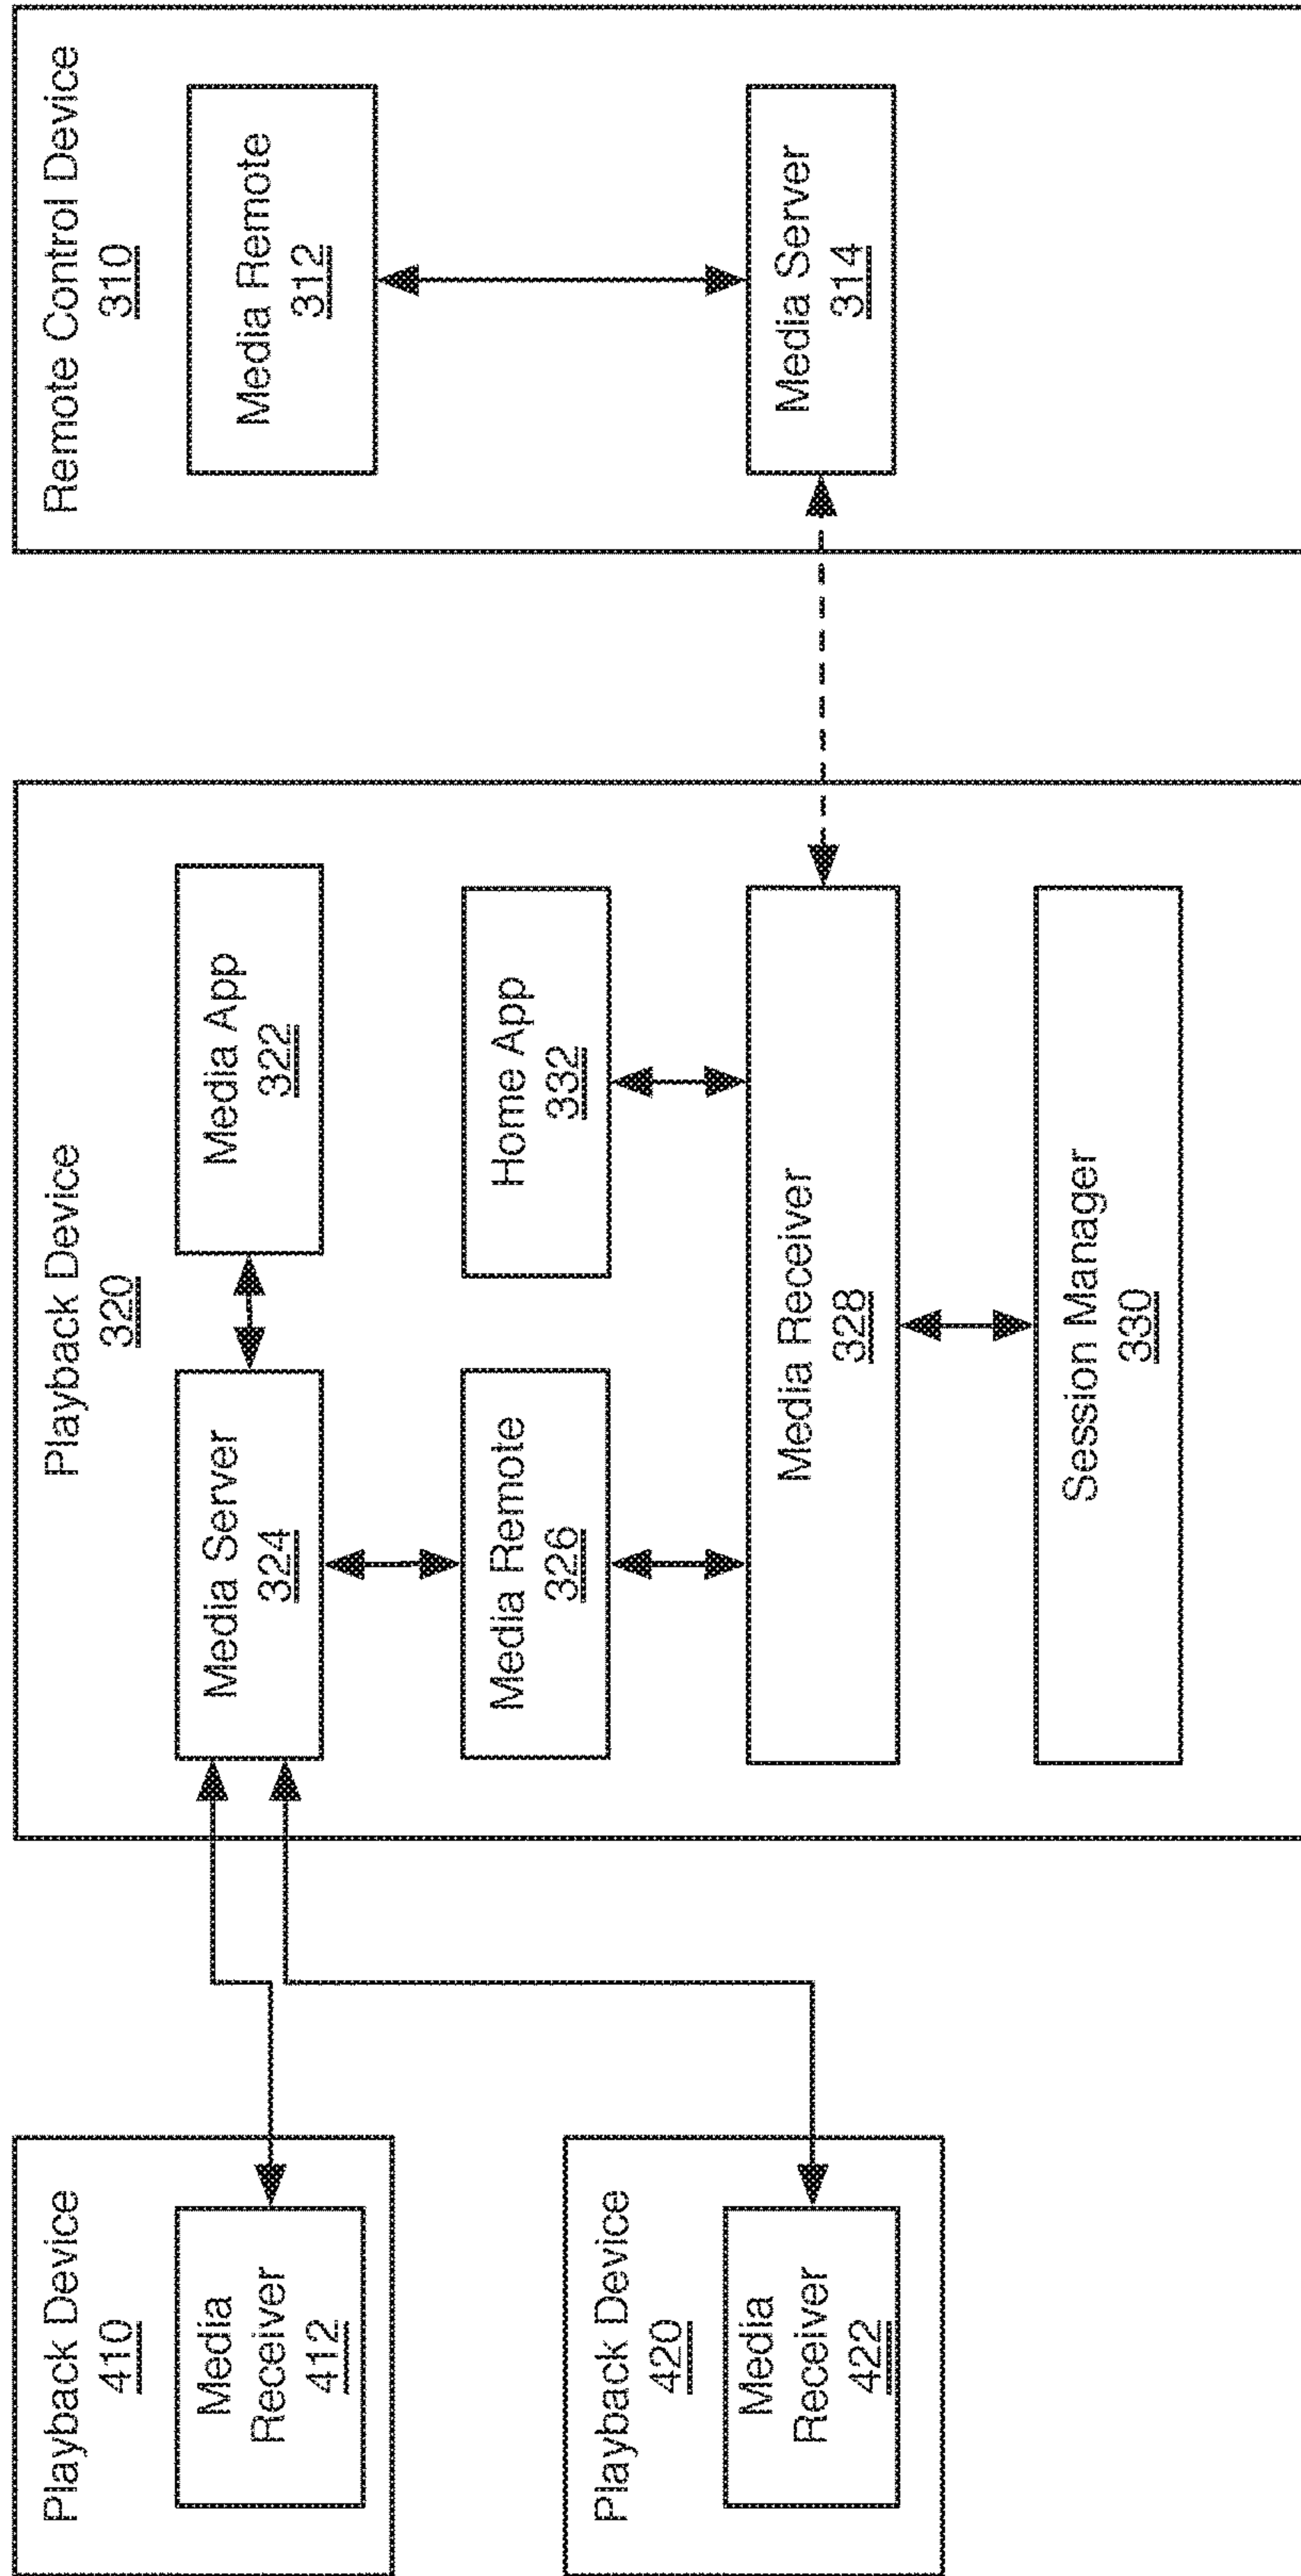 Playback Device
410
Media
Receiver
412
Playback Device
420
Media
Receiver
422
Playback Device
320
Media Server
324
Media App
322
Media Remote
326
Home App
332
Media Receiver
328
Session Manager
330
Remote Control Device
310
Media Remote
312
Media Server
314